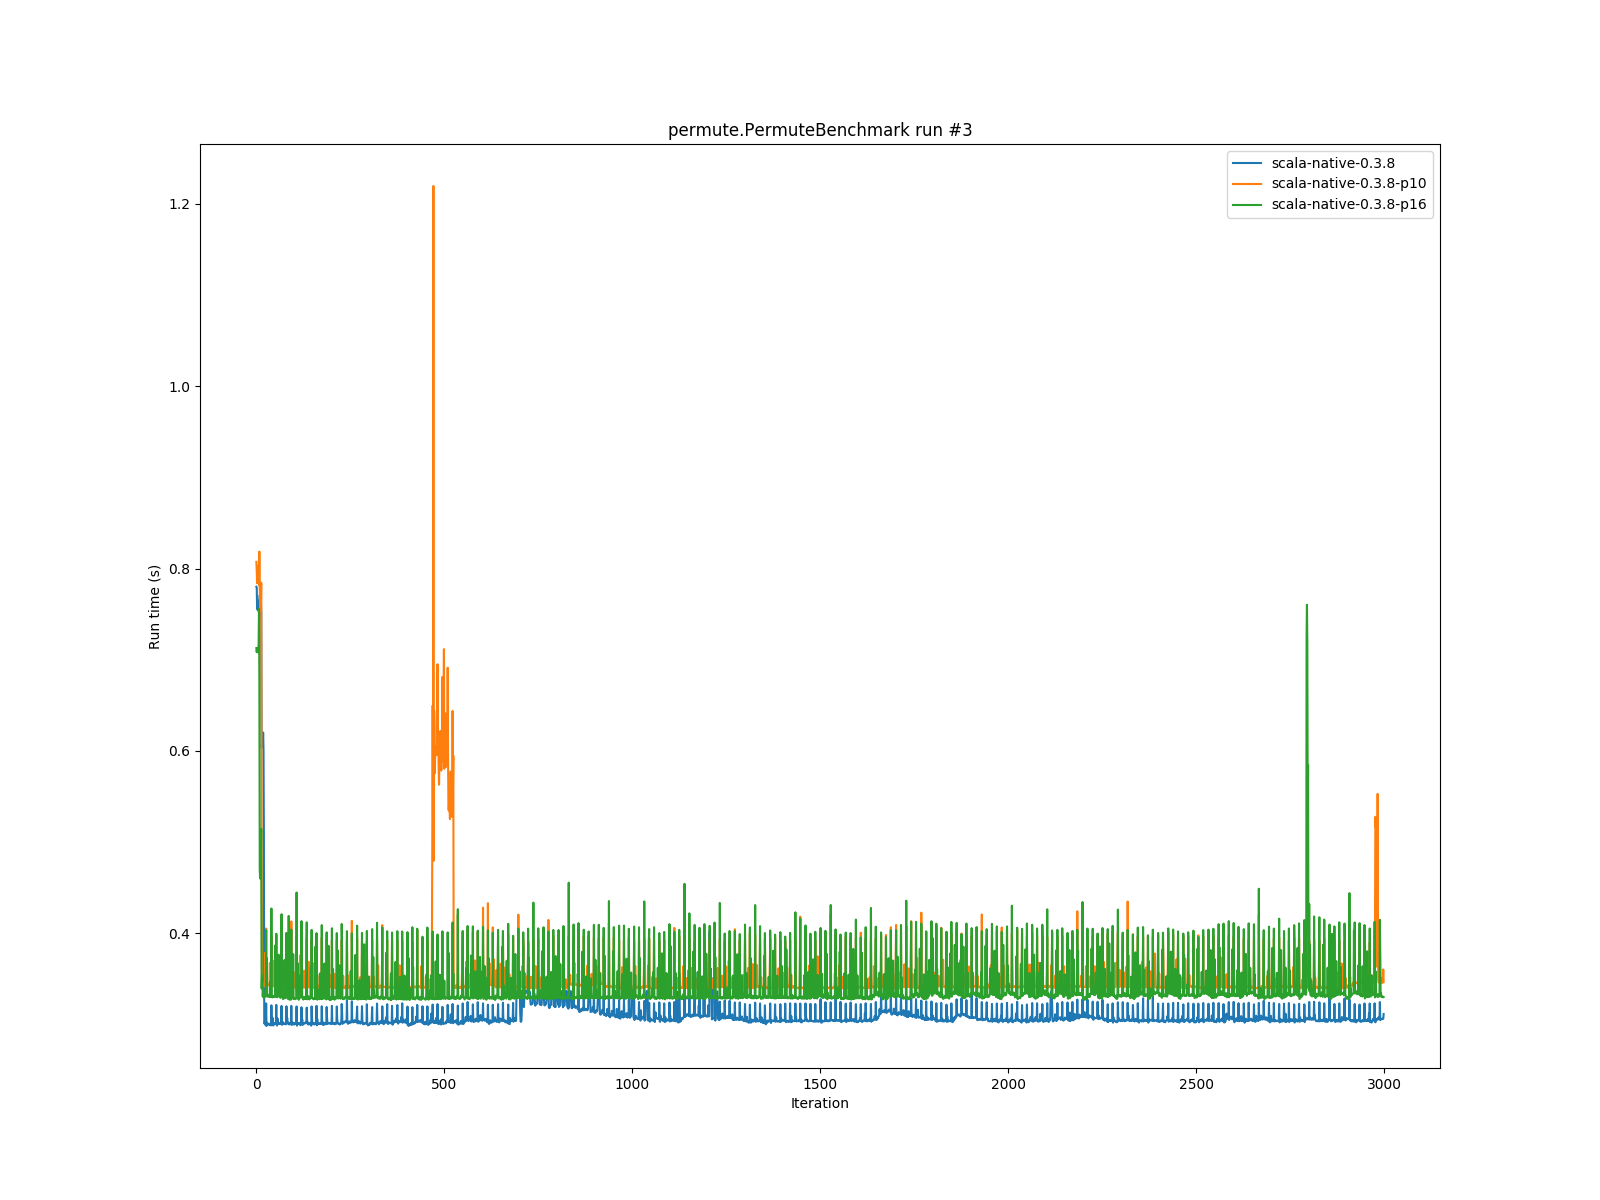 permute.PermuteBenchmark run #3
scala-native-0.3.8
scala-native-0.3.8-p10
scala-native-0.3.8-p16
Run time (s)
1.2
1.0
0.8
0.6
0.4
0 500 1000 1500 2000 2500 3000
Iteration